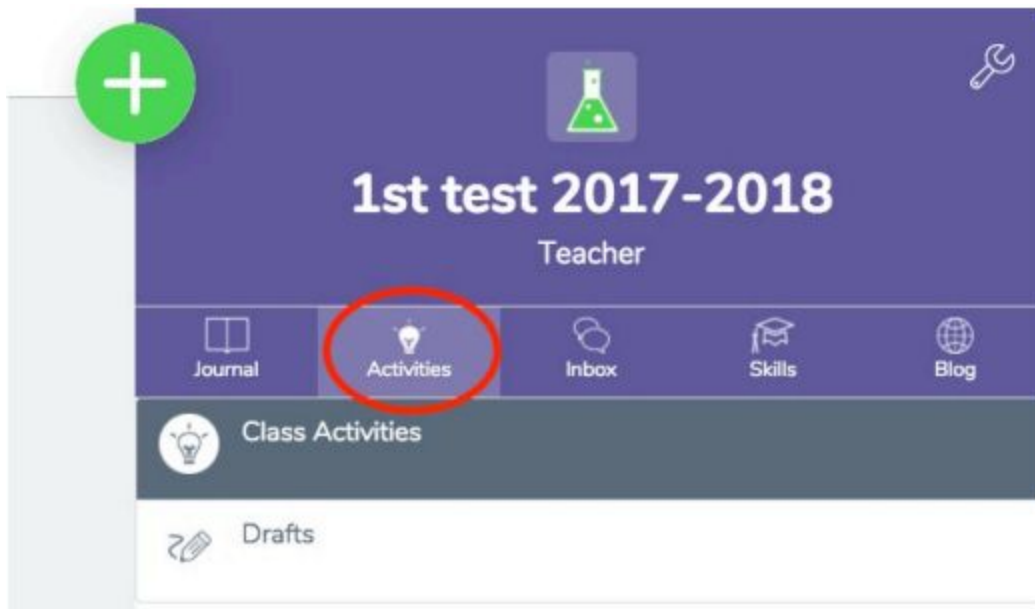 1st test 2017-2018
Teacher
Journal Activities Inbox Skills Blog
Class Activities
Drafts